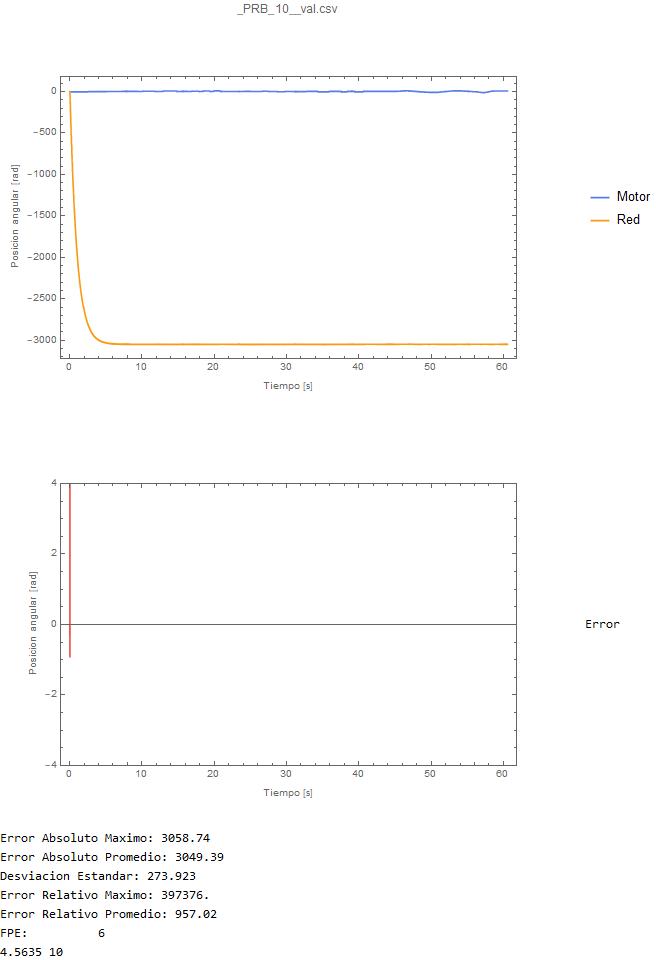 _PRB_10__val.csv
0
-500
-1000
-1500
-2000
-2500
-3000
Posicion angular [rad]
0 10 20 30 40 50 60
Tiempo [s]
Motor
Red
4
2
0
-2
-4
Posicion angular [rad]
0 10 20 30 40 50 60
Tiempo [s]
Error
Error Absoluto Maximo: 3058.74
Error Absoluto Promedio: 3049.39
Desviacion Estandar: 273.923
Error Relativo Maximo: 397376.
Error Relativo Promedio: 957.02
FPE: 6
4.5635 10